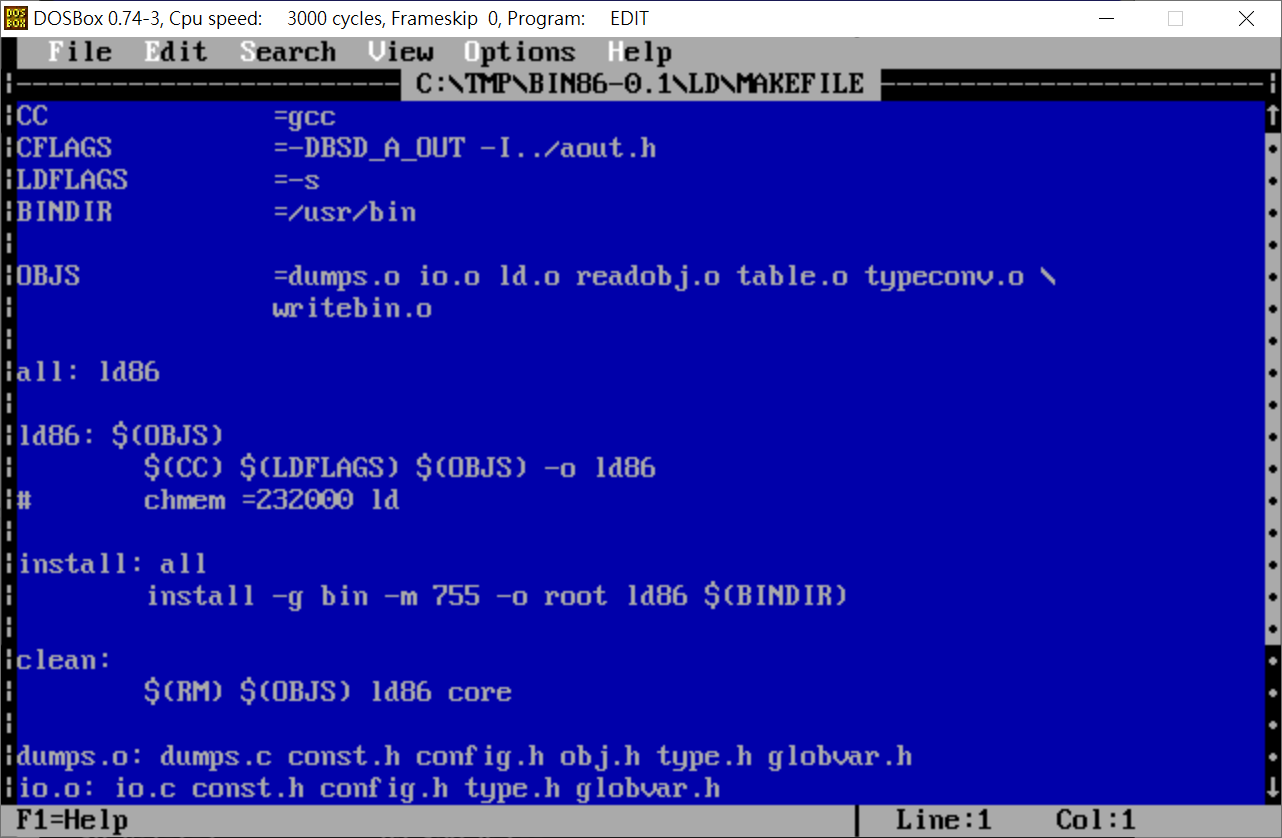 DOS BOX DOSBox 0.74-3, Cpu speed: 3000 cycles, Frameskip 0, Program: EDIT
File Edit Search View Options Help
C:\TMP\BIN86-0.1\LD\MAKEFILE
CC =gcc
CFLAGS =-DBSD_A_OUT -I../aout.h
LDFLAGS =-s
BINDIR =/usr/bin
OBJS =dumps.o io.o ld.o readobj.o table.o typeconv.o \
writebin.o
all: ld86
ld86: $(OBJS)
$(CC) $(LDFLAGS) $(OBJS) -o ld86
# chmem =232000 ld
install: all
install -g bin -m 755 -o root ld86 $(BINDIR)
clean:
$(RM) $(OBJS) ld86 core
dumps.o: dumps.c const.h config.h obj.h type.h globvar.h
io.o: io.c const.h config.h type.h globvar.h
F1=Help Line:1 Col:1